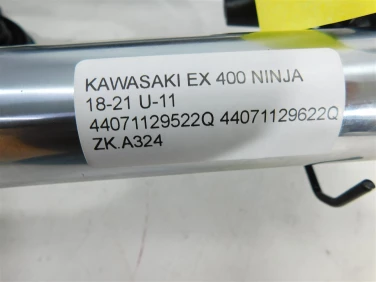 KAWASAKI EX 400 NINJA
18-21 U-11
44071129522Q 44071129622Q
ZK.A324